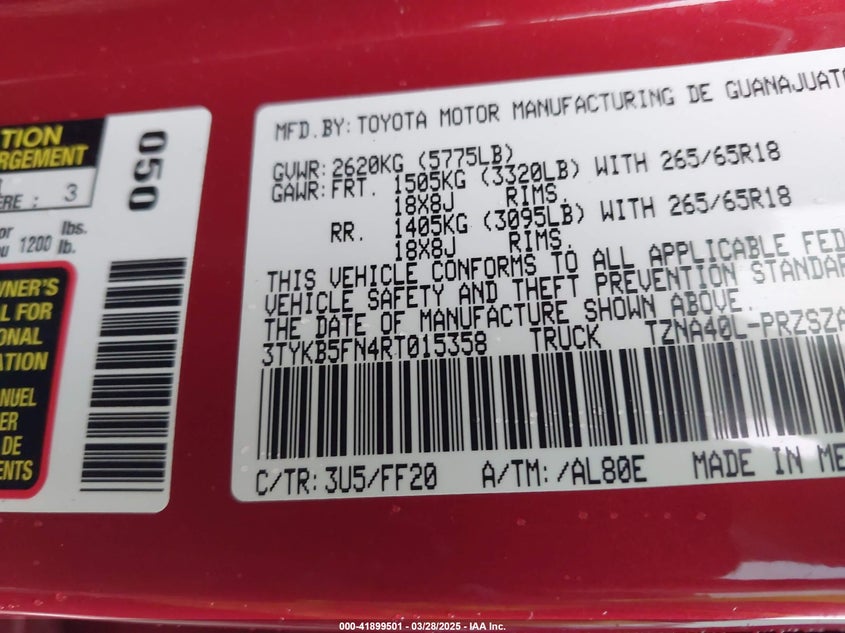 TION
RGEMENT
ERE : 3
or lbs.
u 1200 lb.
WNER'S
L FOR
ONAL
ATION
NUEL
ER
DE
ENTS
050
MFD.BY: TOYOTA MOTOR MANUFACTURING DE GUANAJUATO
GVWR: 2620KG (5775LB)
GAWR: FRT. 1505KG (3320LB) WITH 265/65R18
18X8J RIMS.
RR. 1405KG (3095LB) WITH 265/65R18
18X8J RIMS.
THIS VEHICLE CONFORMS TO ALL APPLICABLE FED
VEHICLE SAFETY AND THEFT PREVENTION STANDAR
THE DATE OF MANUFACTURE SHOWN ABOVE.
3TYKB5FN4RT015358 TRUCK TZNA40L-PRZSZA
C/TR: 3U5/FF20 A/TM: /AL80E MADE IN ME
000-41899501 - 03/28/2025 - IAA Inc.